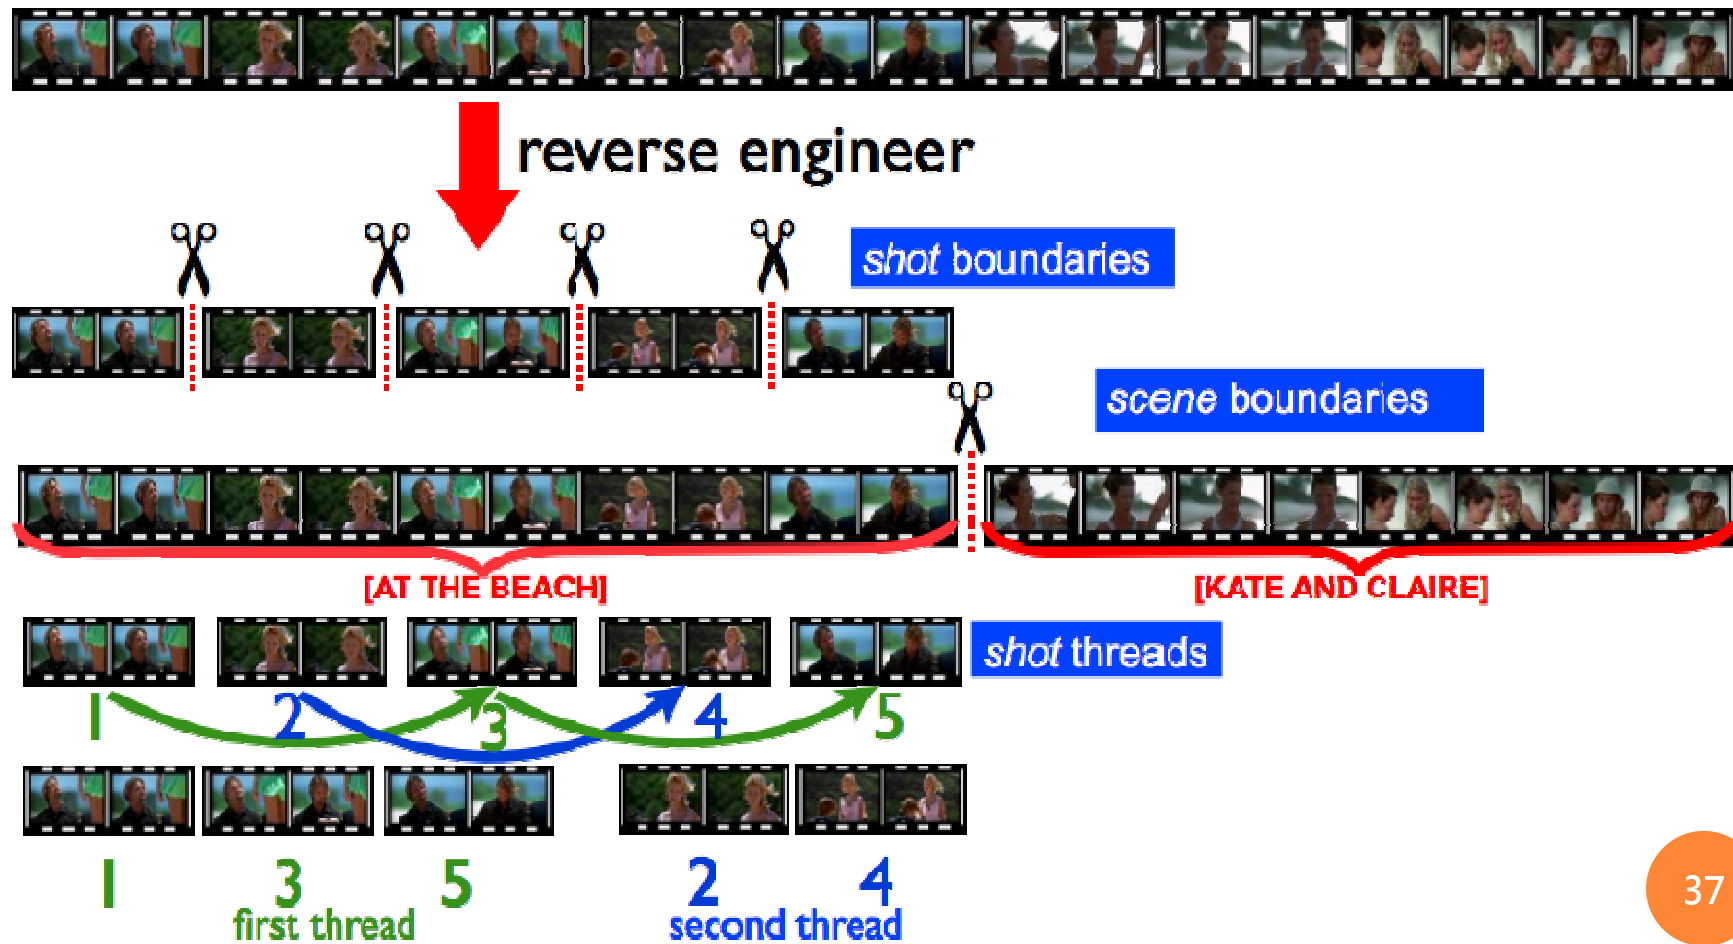 reverse engineer
shot boundaries
scene boundaries
[AT THE BEACH]
[KATE AND CLAIRE]
shot threads
1 2 3 4 5
1 3 5 2 4
first thread second thread
37